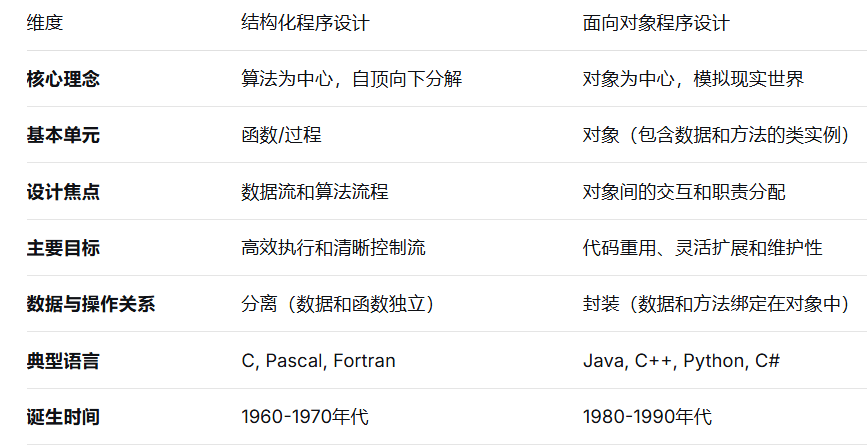 维度 结构化程序设计 面向对象程序设计
核心理念 算法为中心，自顶向下分解 对象为中心，模拟现实世界
基本单元 函数/过程 对象（包含数据和方法的类实例）
设计焦点 数据流和算法流程 对象间的交互和职责分配
主要目标 高效执行和清晰控制流 代码重用、灵活扩展和维护性
数据与操作关系 分离（数据和函数独立） 封装（数据和方法绑定在对象中）
典型语言 C, Pascal, Fortran Java, C++, Python, C#
诞生时间 1960-1970年代 1980-1990年代